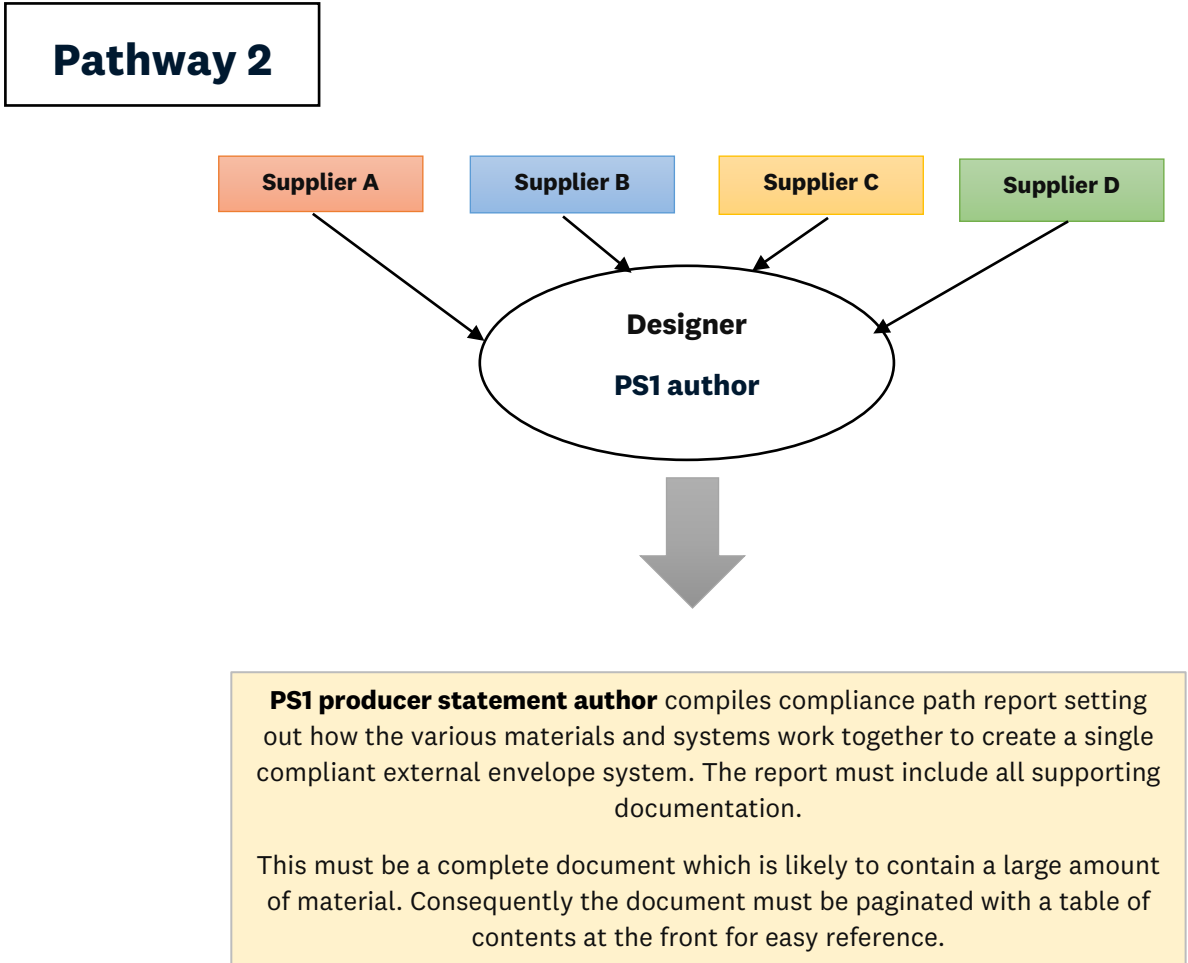 Pathway 2
Supplier A
Supplier B
Supplier C
Supplier D
Designer
PS1 author
PS1 producer statement author compiles compliance path report setting
out how the various materials and systems work together to create a single
compliant external envelope system. The report must include all supporting
documentation.
This must be a complete document which is likely to contain a large amount
of material. Consequently the document must be paginated with a table of
contents at the front for easy reference.